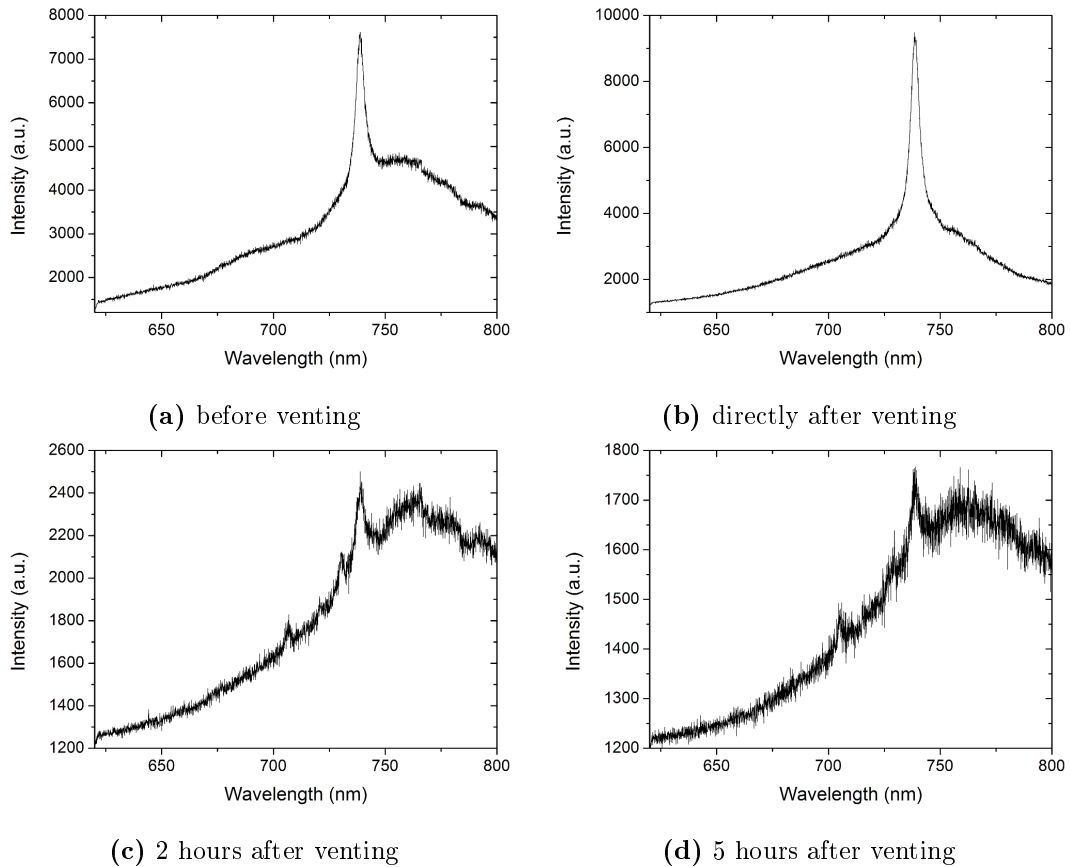 8000
7000
6000
5000
4000
3000
2000
650 700 750 800
Intensity (a.u.)
Wavelength (nm)
(a) before venting
10000
8000
6000
4000
2000
650 700 750 800
Intensity (a.u.)
Wavelength (nm)
(b) directly after venting
2600
2400
2200
2000
1800
1600
1400
1200
650 700 750 800
Intensity (a.u.)
Wavelength (nm)
(c) 2 hours after venting
1800
1700
1600
1500
1400
1300
1200
650 700 750 800
Intensity (a.u.)
Wavelength (nm)
(d) 5 hours after venting